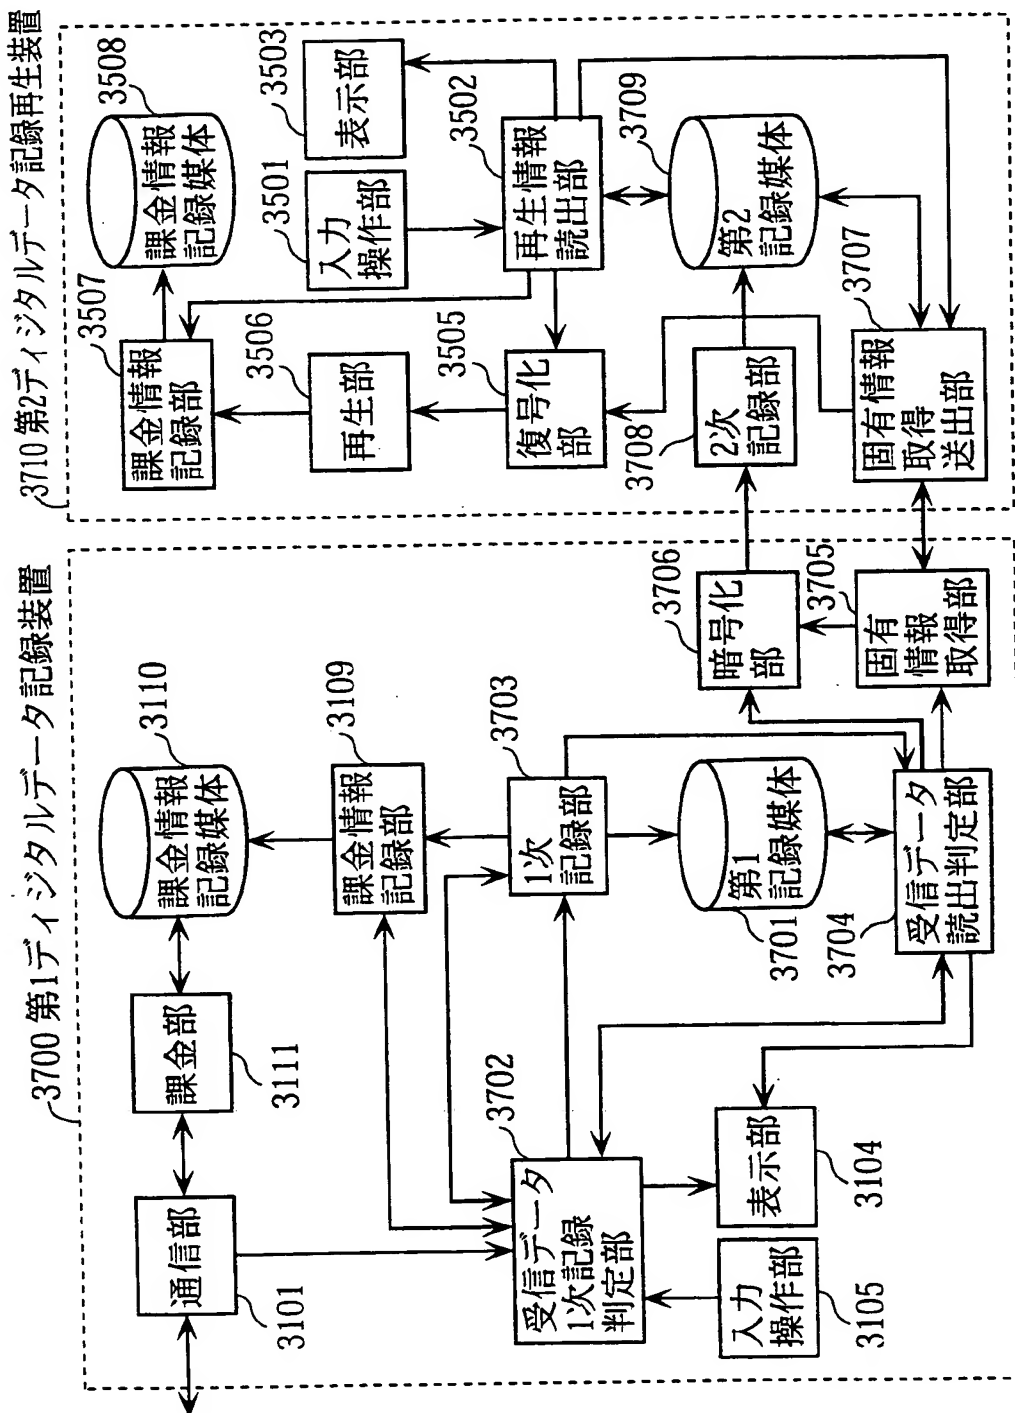 3700 第1ディジタルデータ記録装置
3101
通信部
3111
課金部
課金情報
記録媒体
3110
課金情報
記録部
3109
受信データ
1次記録
判定部
3702
1次
記録部
3703
入力
操作部
3105
表示部
3104
第1
記録媒体
3701
受信データ
読出判定部
3704
暗号化
部
3706
固有
情報
取得部
3705
3710 第2ディジタルデータ記録再生装置
課金情報
記録部
3507
課金情報
記録媒体
3508
再生部
3506
入力
操作部
3501
表示部
3503
復号化
部
3505
再生情報
読出部
3502
2次
記録部
3708
第2
記録媒体
3709
固有情報
取得
送出部
3707